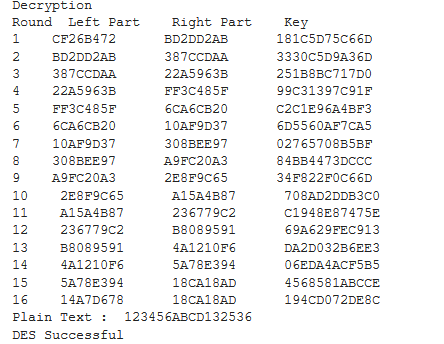 Decryption
Round  Left Part    Right Part    Key
1    CF26B472      BD2DD2AB      181C5D75C66D
2    BD2DD2AB      387CCDAA      3330C5D9A36D
3    387CCDAA      22A5963B      251B8BC717D0
4    22A5963B      FF3C485F      99C31397C91F
5    FF3C485F      6CA6CB20      C2C1E96A4BF3
6    6CA6CB20      10AF9D37      6D5560AF7CA5
7    10AF9D37      308BEE97      02765708B5BF
8    308BEE97      A9FC20A3      84BB4473DCCC
9    A9FC20A3      2E8F9C65      34F822F0C66D
10    2E8F9C65      A15A4B87      708AD2DDB3C0
11    A15A4B87      236779C2      C1948E87475E
12    236779C2      B8089591      69A629FEC913
13    B8089591      4A1210F6      DA2D032B6EE3
14    4A1210F6      5A78E394      06EDA4ACF5B5
15    5A78E394      18CA18AD      4568581ABCCE
16    14A7D678      18CA18AD      194CD072DE8C
Plain Text :  123456ABCD132536
DES Successful